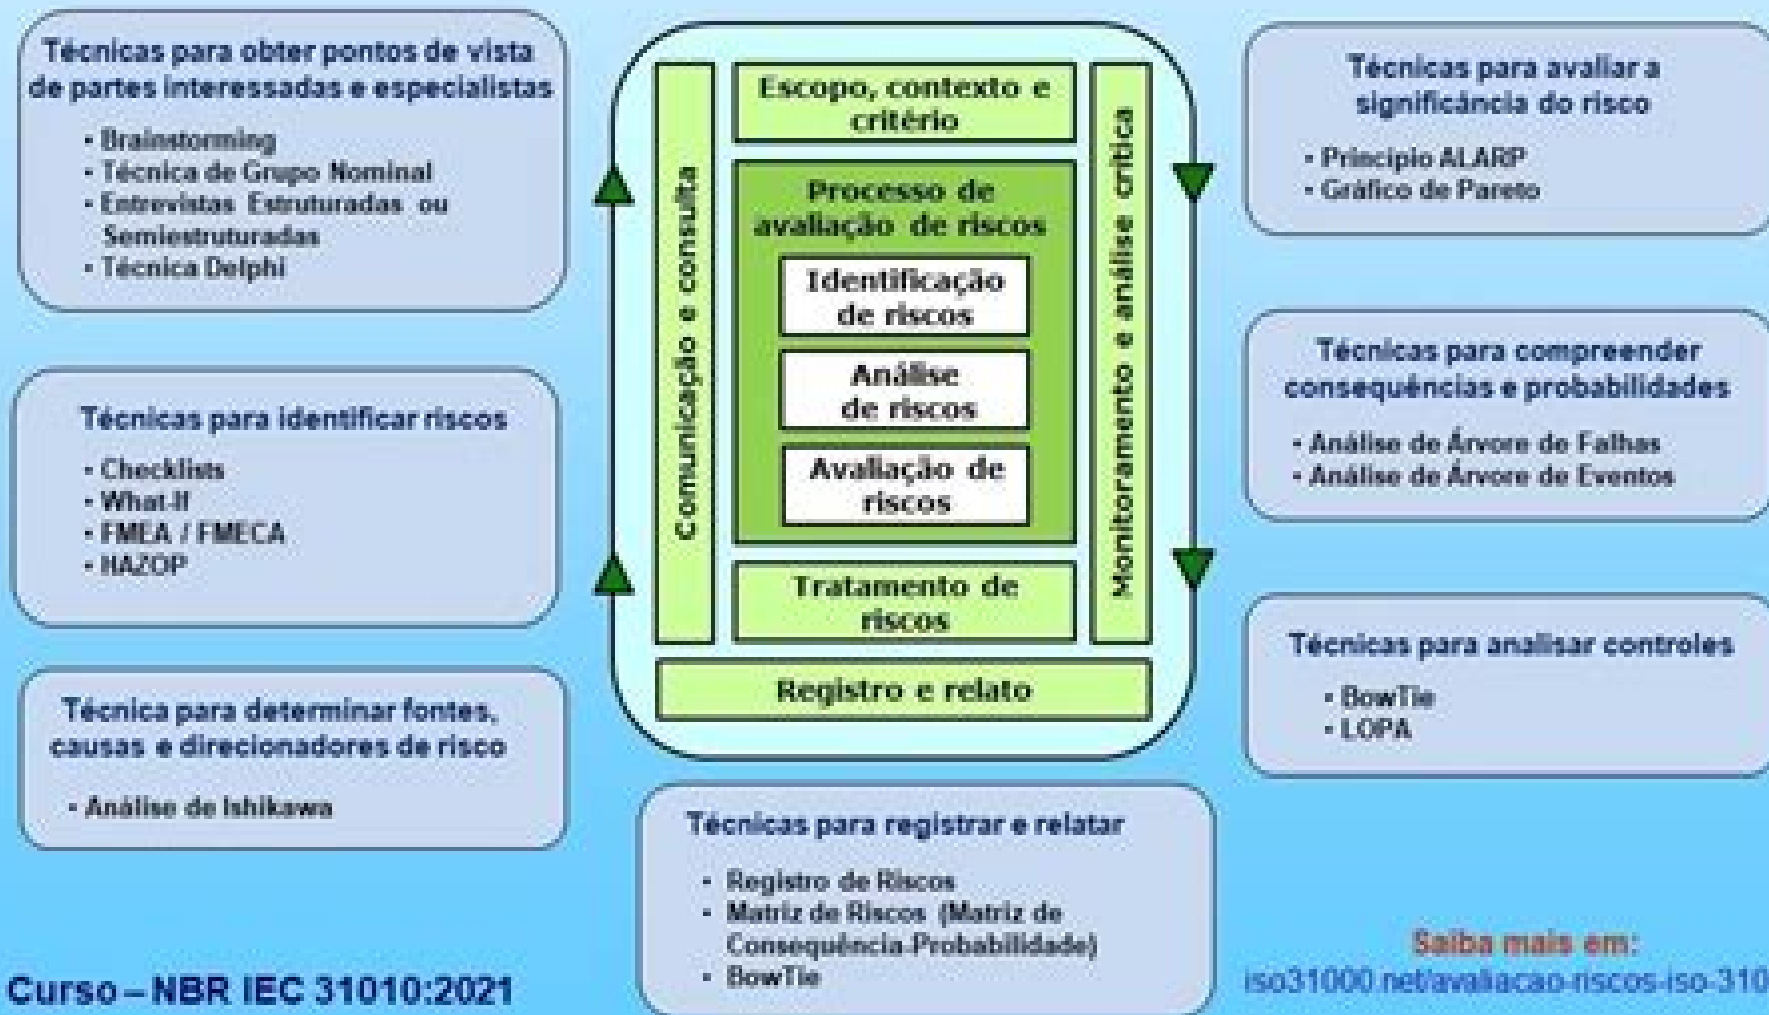 Técnicas para obter pontos de vista
de partes interessadas e especialistas
• Brainstorming
• Técnica de Grupo Nominal
• Entrevistas Estruturadas ou
Semiestruturadas
• Técnica Delphi
Técnicas para identificar riscos
• Checklists
• What-If
• FMEA / FMECA
• HAZOP
Técnica para determinar fontes,
causas e direcionadores de risco
• Análise de Ishikawa
Comunicação e consulta
Escopo, contexto e
critério
Processo de
avaliação de riscos
Identificação
de riscos
Análise
de riscos
Avaliação de
riscos
Tratamento de
riscos
Monitoramento e análise crítica
Registro e relato
Técnicas para registrar e relatar
• Registro de Riscos
• Matriz de Riscos (Matriz de
Consequência-Probabilidade)
• BowTie
Técnicas para avaliar a
significância do risco
• Princípio ALARP
• Gráfico de Pareto
Técnicas para compreender
consequências e probabilidades
• Análise de Árvore de Falhas
• Análise de Árvore de Eventos
Técnicas para analisar controles
• BowTie
• LOPA
Curso – NBR IEC 31010:2021
Saiba mais em:
iso31000.net/avaliacao-riscos-iso-310